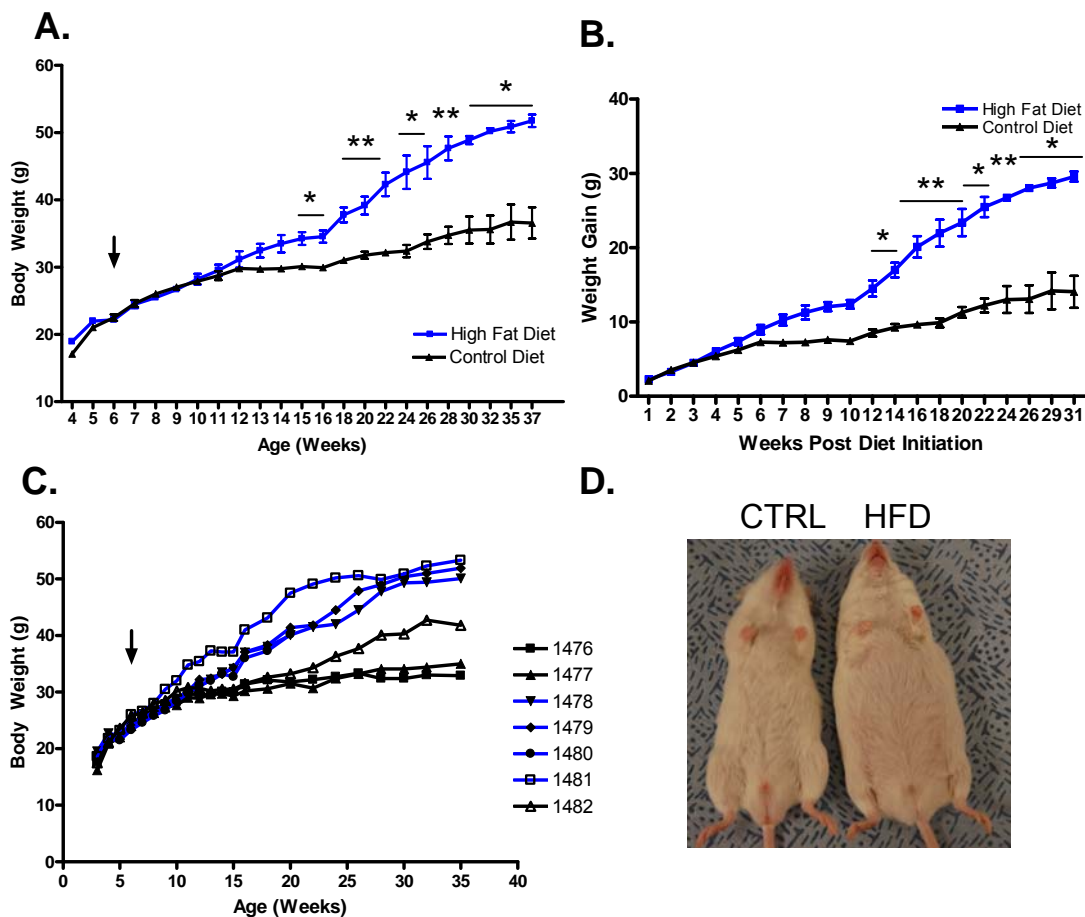 A.
60
50
40
30
20
10
Body Weight (g)
*
**
*
**
*
High Fat Diet
Control Diet
4 5 6 7 8 9 10 11 12 13 14 15 16 18 20 22 24 26 28 30 32 35 37
Age (Weeks)
B.
40
30
20
10
0
Weight Gain (g)
High Fat Diet
Control Diet
*
**
*
**
*
1 2 3 4 5 6 7 8 9 10 12 14 16 18 20 22 24 26 29 31
Weeks Post Diet Initiation
C.
60
50
40
30
20
10
0
Body Weight (g)
0 5 10 15 20 25 30 35 40
Age (Weeks)
1476
1477
1478
1479
1480
1481
1482
D.
CTRL HFD